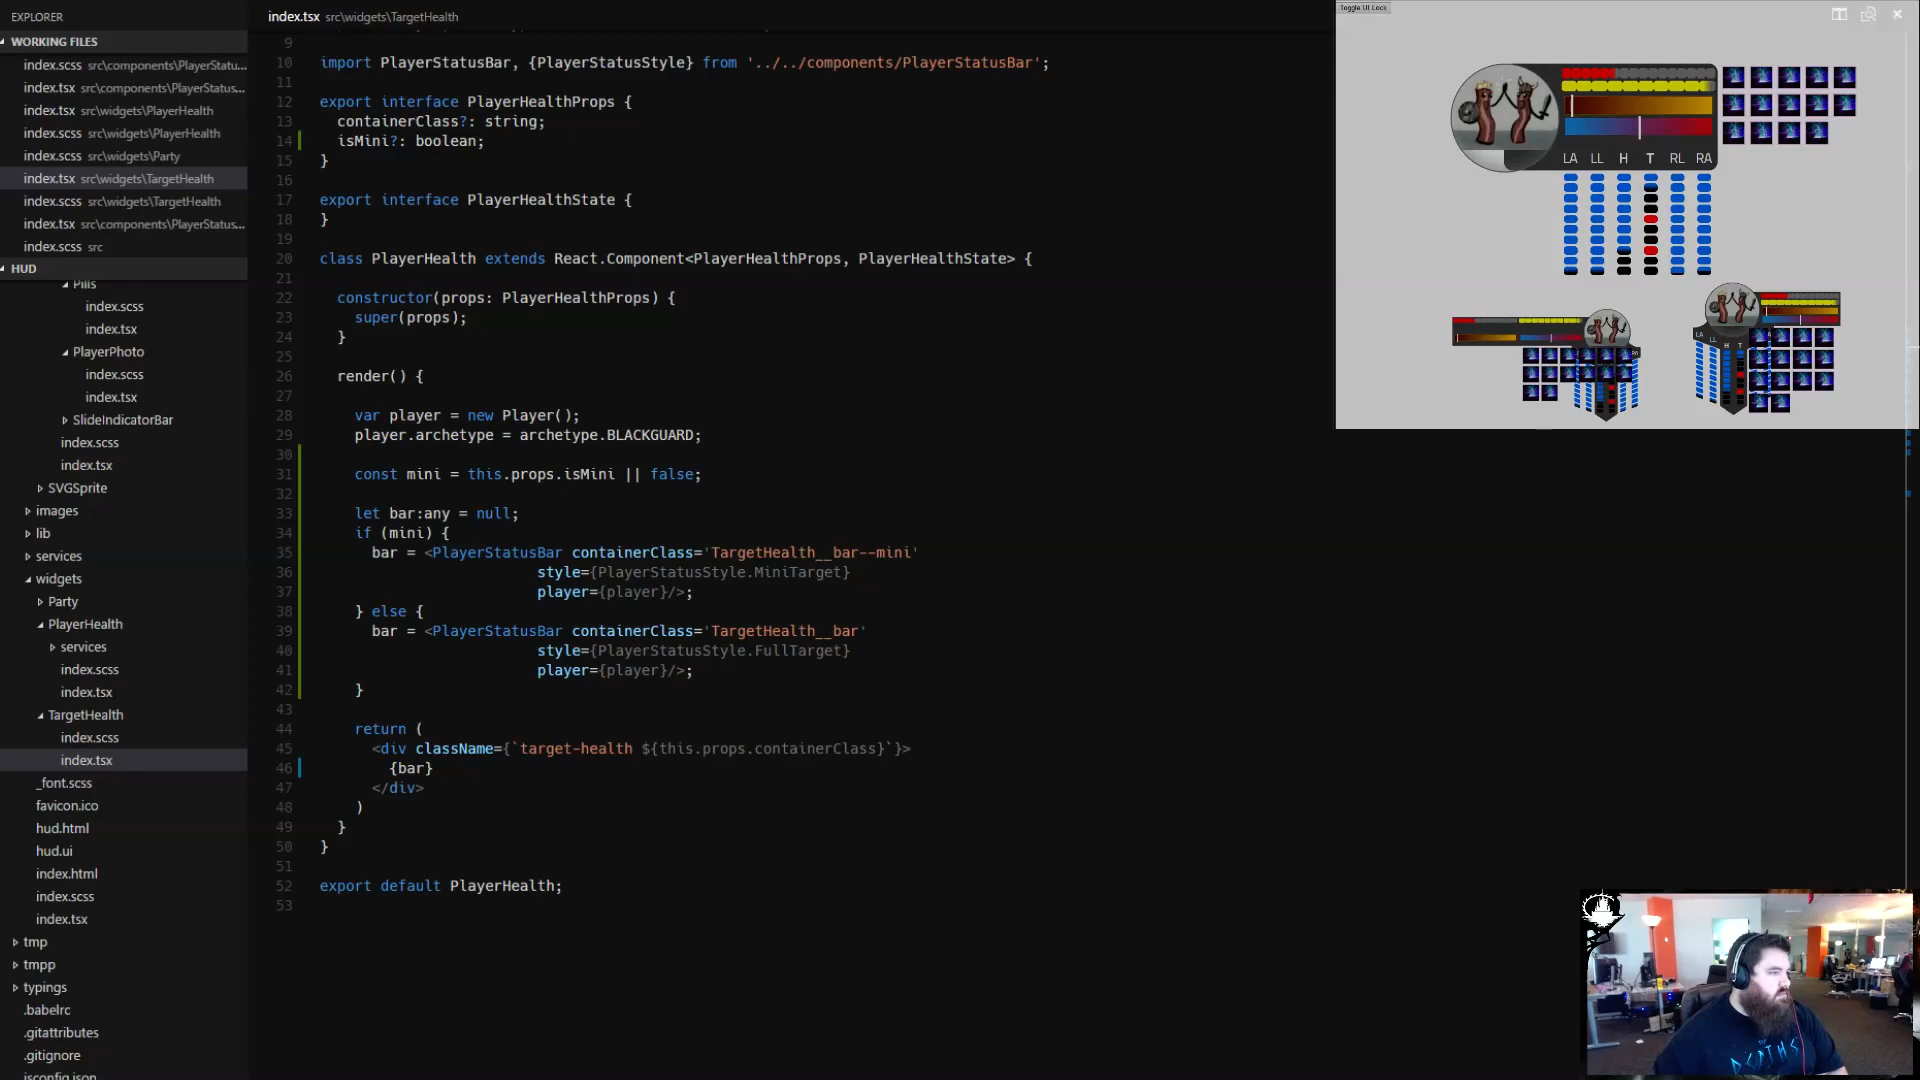 EXPLORER
WORKING FILES
index.scss src\components\PlayerStatu...
index.tsx src\components\PlayerStatus...
index.tsx src\widgets\PlayerHealth
index.scss src\widgets\PlayerHealth
index.scss src\widgets\Party
index.tsx src\widgets\TargetHealth
index.scss src\widgets\TargetHealth
index.tsx src\components\PlayerStatus...
index.scss src
HUD
Pills
index.scss
index.tsx
PlayerPhoto
index.scss
index.tsx
SlideIndicatorBar
index.scss
index.tsx
SVGSprite
images
lib
services
widgets
Party
PlayerHealth
services
index.scss
index.tsx
TargetHealth
index.scss
index.tsx
_font.scss
favicon.ico
hud.html
hud.ui
index.html
index.scss
index.tsx
tmp
tmpp
typings
.babelrc
.gitattributes
.gitignore
jsconfig.json
index.tsx src\widgets\TargetHealth
9
10 import PlayerStatusBar, {PlayerStatusStyle} from '../../components/PlayerStatusBar';
11
12 export interface PlayerHealthProps {
13 containerClass?: string;
14 isMini?: boolean;
15 }
16
17 export interface PlayerHealthState {
18 }
19
20 class PlayerHealth extends React.Component<PlayerHealthProps, PlayerHealthState> {
21
22 constructor(props: PlayerHealthProps) {
23 super(props);
24 }
25
26 render() {
27
28 var player = new Player();
29 player.archetype = archetype.BLACKGUARD;
30
31 const mini = this.props.isMini || false;
32
33 let bar:any = null;
34 if (mini) {
35 bar = <PlayerStatusBar containerClass='TargetHealth__bar--mini'
36 style={PlayerStatusStyle.MiniTarget}
37 player={player}/>;
38 } else {
39 bar = <PlayerStatusBar containerClass='TargetHealth__bar'
40 style={PlayerStatusStyle.FullTarget}
41 player={player}/>;
42 }
43
44 return (
45 <div className={`target-health ${this.props.containerClass}`}>
46 {bar}
47 </div>
48 )
49 }
50 }
51
52 export default PlayerHealth;
53
Toggle UI Lock
LA LL H T RL RA
RA
LA
LL
H
T
DEPTHS